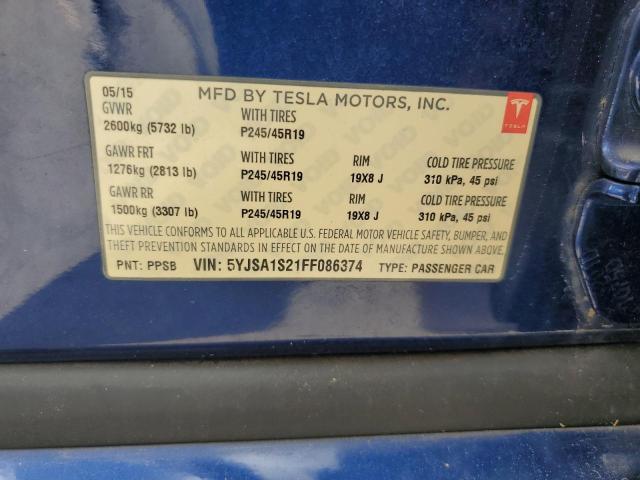 05/15 MFD BY TESLA MOTORS, INC.
GVWR WITH TIRES
2600kg (5732 lb) P245/45R19
TESLA
GAWR FRT WITH TIRES RIM COLD TIRE PRESSURE
1276kg (2813 lb) P245/45R19 19X8 J 310 kPa, 45 psi
GAWR RR WITH TIRES RIM COLD TIRE PRESSURE
1500kg (3307 lb) P245/45R19 19X8 J 310 kPa, 45 psi
THIS VEHICLE CONFORMS TO ALL APPLICABLE U.S. FEDERAL MOTOR VEHICLE SAFETY, BUMPER, AND
THEFT PREVENTION STANDARDS IN EFFECT ON THE DATE OF MANUFACTURE SHOWN ABOVE.
PNT: PPSB VIN: 5YJSA1S21FF086374 TYPE: PASSENGER CAR